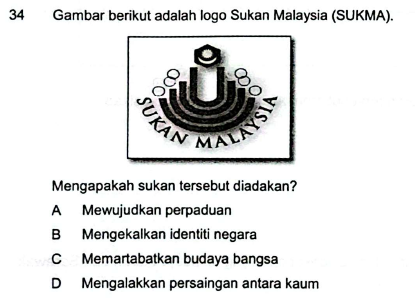 34 Gambar berikut adalah logo Sukan Malaysia (SUKMA).
SUKAN MALAYSIA
Mengapakah sukan tersebut diadakan?
A Mewujudkan perpaduan
B Mengekalkan identiti negara
C Memartabatkan budaya bangsa
D Mengalakkan persaingan antara kaum